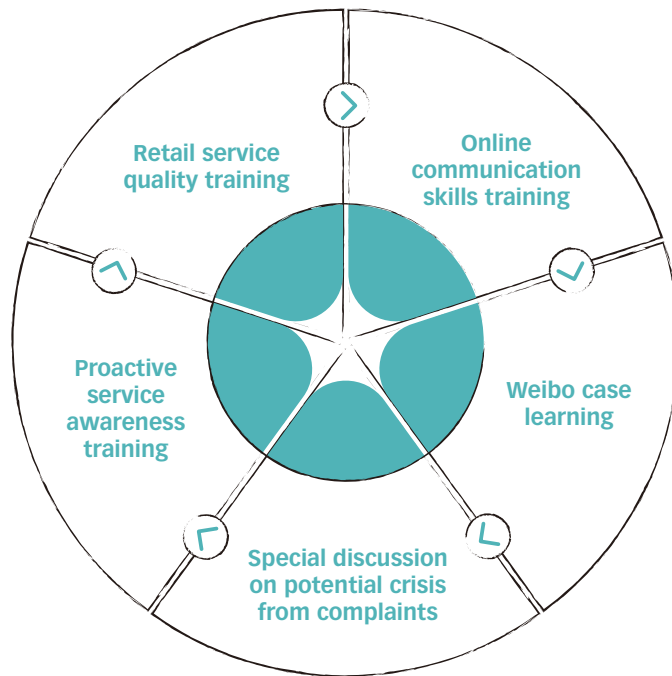 Retail service
quality training
Online
communication
skills training
Weibo case
learning
Special discussion
on potential crisis
from complaints
Proactive
service
awareness
training